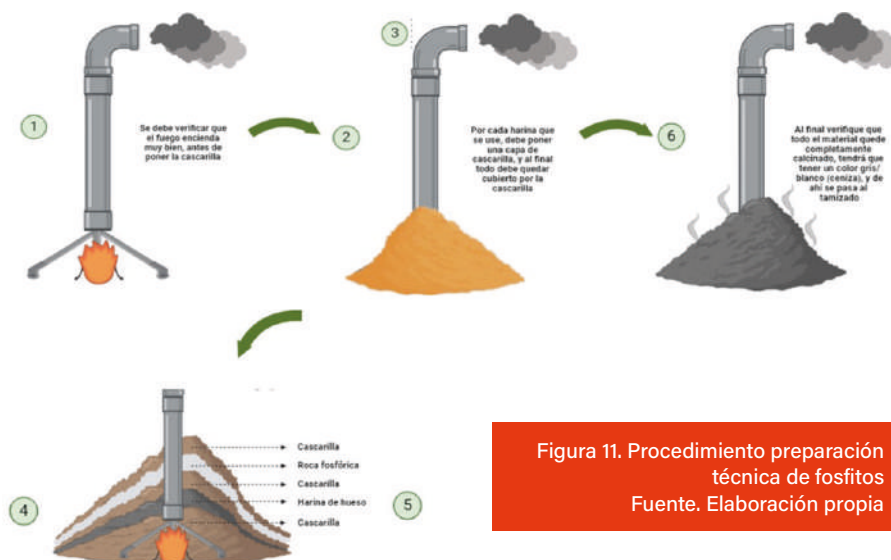 1
Se debe verificar que
el fuego encienda
muy bien, antes de
poner la cascarilla
2
3
Por cada harina que
se use, debe poner
una capa de
cascarilla, y al final
todo debe quedar
cubierto por la
cascarilla
6
Al final verifique que
todo el material quede
completamente
calcinado, tendrá que
tener un color gris/
blanco (ceniza), y de
ahí se pasa al
tamizado
4
Cascarilla
Roca fosfórica
Cascarilla
Harina de hueso
Cascarilla
5
Figura 11. Procedimiento preparación
técnica de fosfitos
Fuente. Elaboración propia